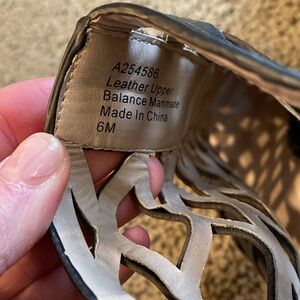 A254586
Leather Upper
Balance Manmade
Made In China
6M